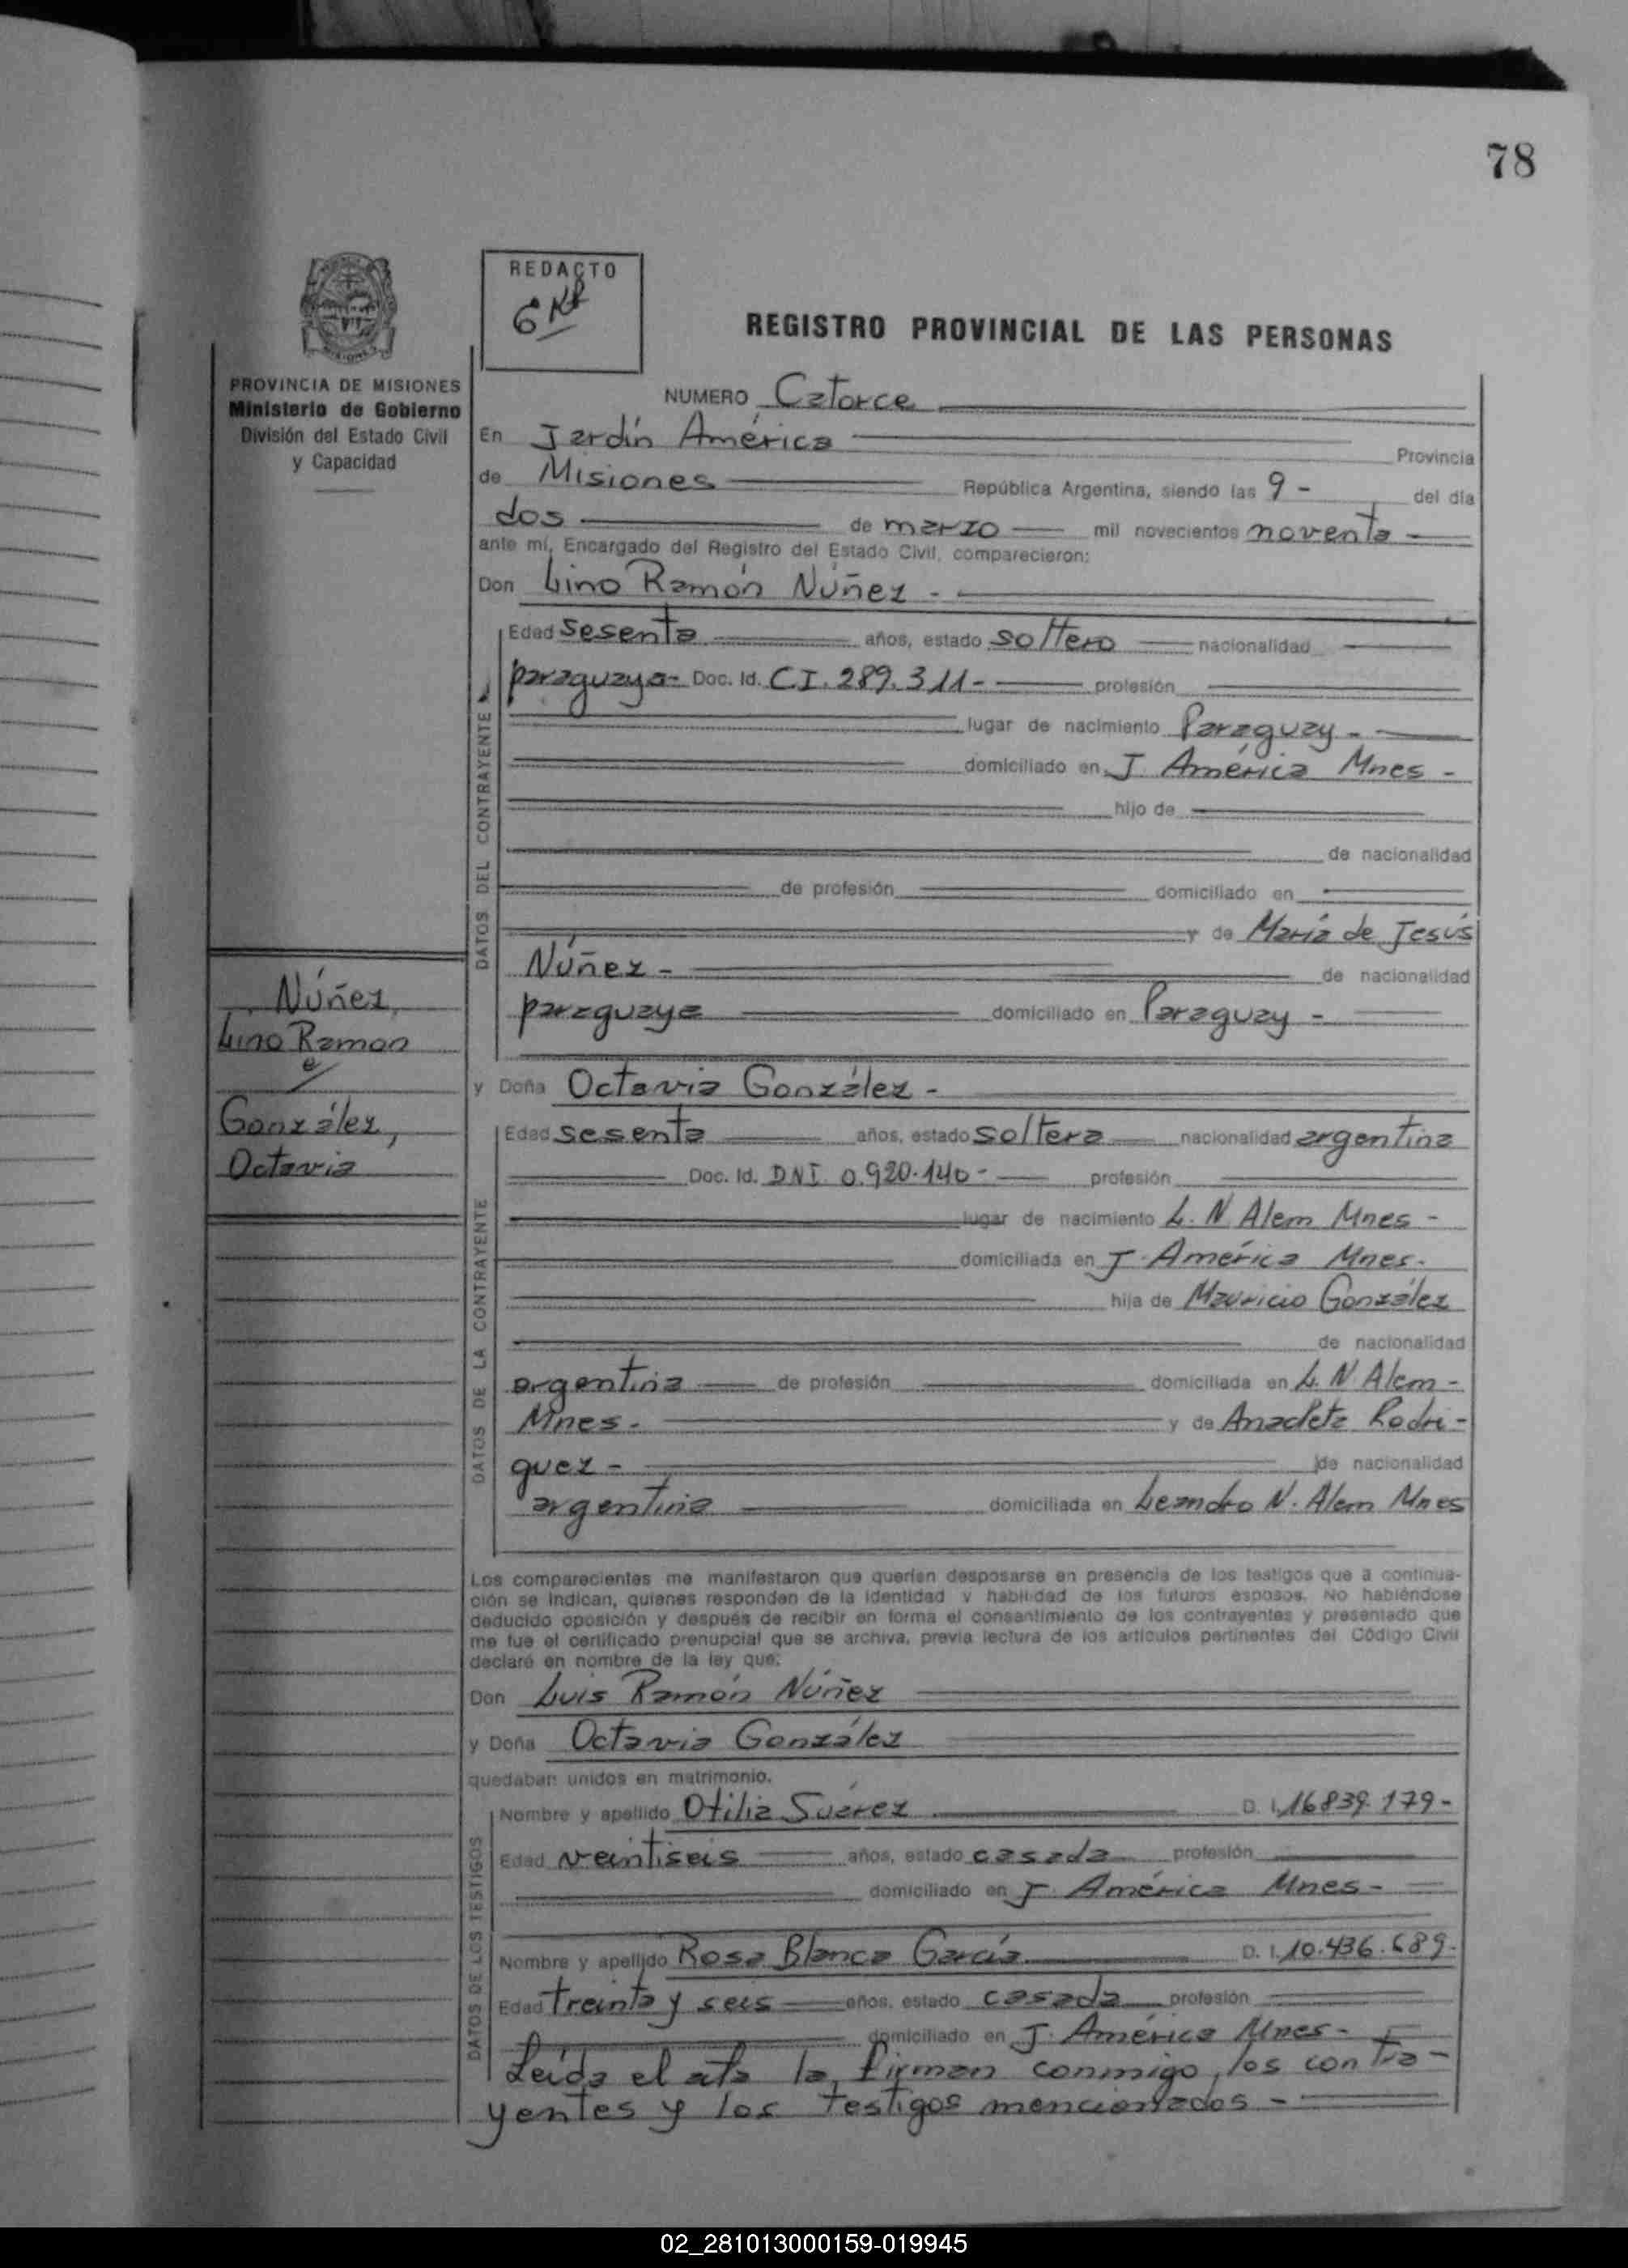 78
REDACTO
REGISTRO PROVINCIAL DE LAS PERSONAS
PROVINCIA DE MISIONES
Ministerio de Gobierno
División del Estado Civil
y Capacidad
NUMERO Catorce
En Jardín América Provincia
de Misiones República Argentina, siendo las 9 - del día
dos de marzo mil novecientos noventa
ante mí, Encargado del Registro del Estado Civil, comparecieron:
Don Lino Ramón Núñez -
DATOS DEL CONTRAYENTE
Edad sesenta años, estado soltero nacionalidad
paraguaya- Doc. Id. C.I. 289.311- profesión
lugar de nacimiento Paraguay -
domiciliado en J. América Mnes -
hijo de
de nacionalidad
de profesión domiciliado en
y de María de Jesús
Núñez - de nacionalidad
paraguaya domiciliado en Paraguay -
Núñez,
Lino Ramon
e/
González,
Octavia
y Doña Octavia González -
DATOS DE LA CONTRAYENTE
Edad sesenta años, estado soltera nacionalidad argentina
Doc. Id. DNI. 0.920.140- profesión
lugar de nacimiento L. N. Alem Mnes -
domiciliada en J. América Mnes.
hija de Mauricio González
de nacionalidad
argentina de profesión domiciliada en L. N. Alem -
Mnes - y de Anacleta Rodri-
guez - de nacionalidad
argentina domiciliada en Leandro N. Alem Mnes
Los comparecientes me manifestaron que querían desposarse en presencia de los testigos que a continua-
ción se indican, quienes responden de la identidad y habilidad de los futuros esposos. No habiéndose
deducido oposición y después de recibir en forma el consentimiento de los contrayentes y presentado que
me fue el certificado prenupcial que se archiva, previa lectura de los artículos pertinentes del Código Civil
declaré en nombre de la ley que:
Don Luis Ramón Núñez
y Doña Octavia González
quedaban unidos en matrimonio.
DATOS DE LOS TESTIGOS
Nombre y apellido Otilia Suárez D. I. 16839.179-
Edad veintiseis años, estado casada profesión
domiciliado en J. América Mnes -
Nombre y apellido Rosa Blanca García D. I. 10.436.689.
Edad treinta y seis años, estado casada profesión
domiciliado en J. América Mnes -
Leída el acta la firman conmigo, los contra-
yentes y los testigos mencionados -
02_281013000159-019945